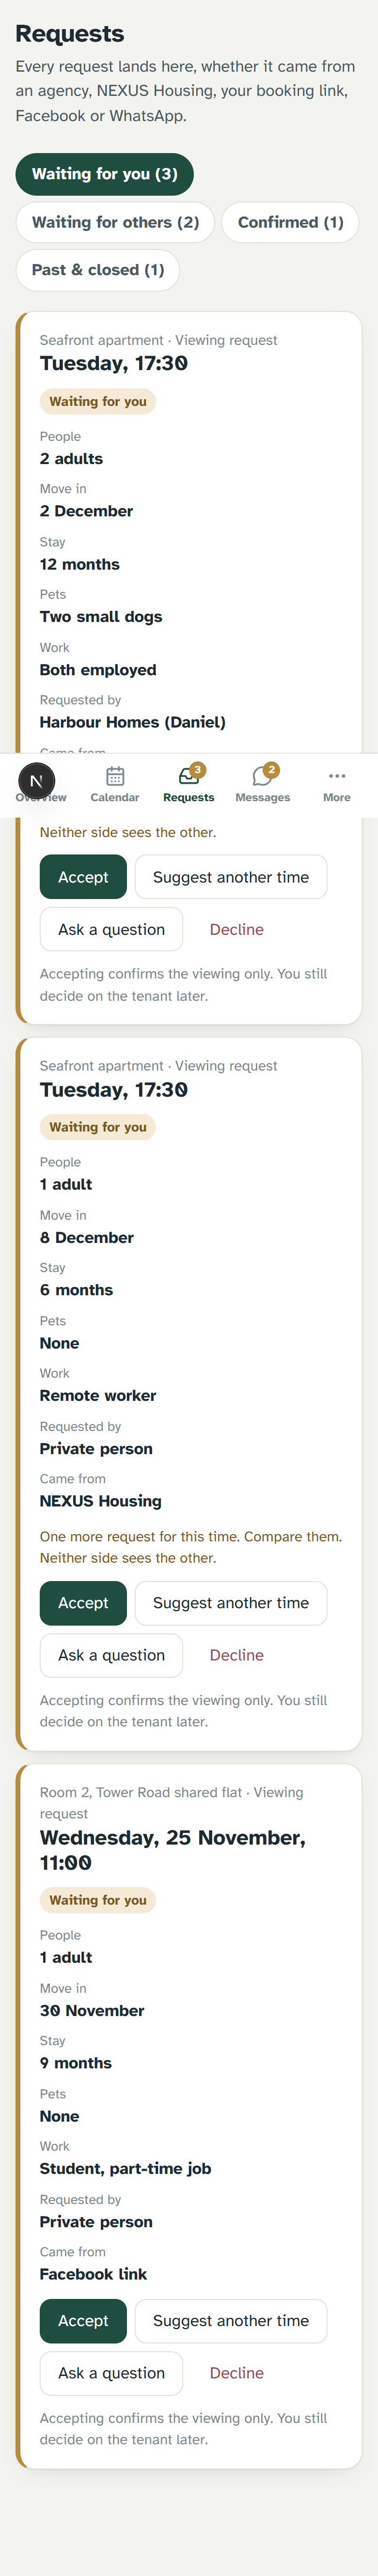 Requests
Every request lands here, whether it came from
an agency, NEXUS Housing, your booking link,
Facebook or WhatsApp.
Waiting for you (3)
Waiting for others (2)
Confirmed (1)
Past & closed (1)
Seafront apartment · Viewing request
Tuesday, 17:30
Waiting for you
People
2 adults
Move in
2 December
Stay
12 months
Pets
Two small dogs
Work
Both employed
Requested by
Harbour Homes (Daniel)
Came from
N
3
2
Overview
Calendar
Requests
Messages
More
Neither side sees the other.
Accept
Suggest another time
Ask a question
Decline
Accepting confirms the viewing only. You still
decide on the tenant later.
Seafront apartment · Viewing request
Tuesday, 17:30
Waiting for you
People
1 adult
Move in
8 December
Stay
6 months
Pets
None
Work
Remote worker
Requested by
Private person
Came from
NEXUS Housing
One more request for this time. Compare them.
Neither side sees the other.
Accept
Suggest another time
Ask a question
Decline
Accepting confirms the viewing only. You still
decide on the tenant later.
Room 2, Tower Road shared flat · Viewing
request
Wednesday, 25 November,
11:00
Waiting for you
People
1 adult
Move in
30 November
Stay
9 months
Pets
None
Work
Student, part-time job
Requested by
Private person
Came from
Facebook link
Accept
Suggest another time
Ask a question
Decline
Accepting confirms the viewing only. You still
decide on the tenant later.